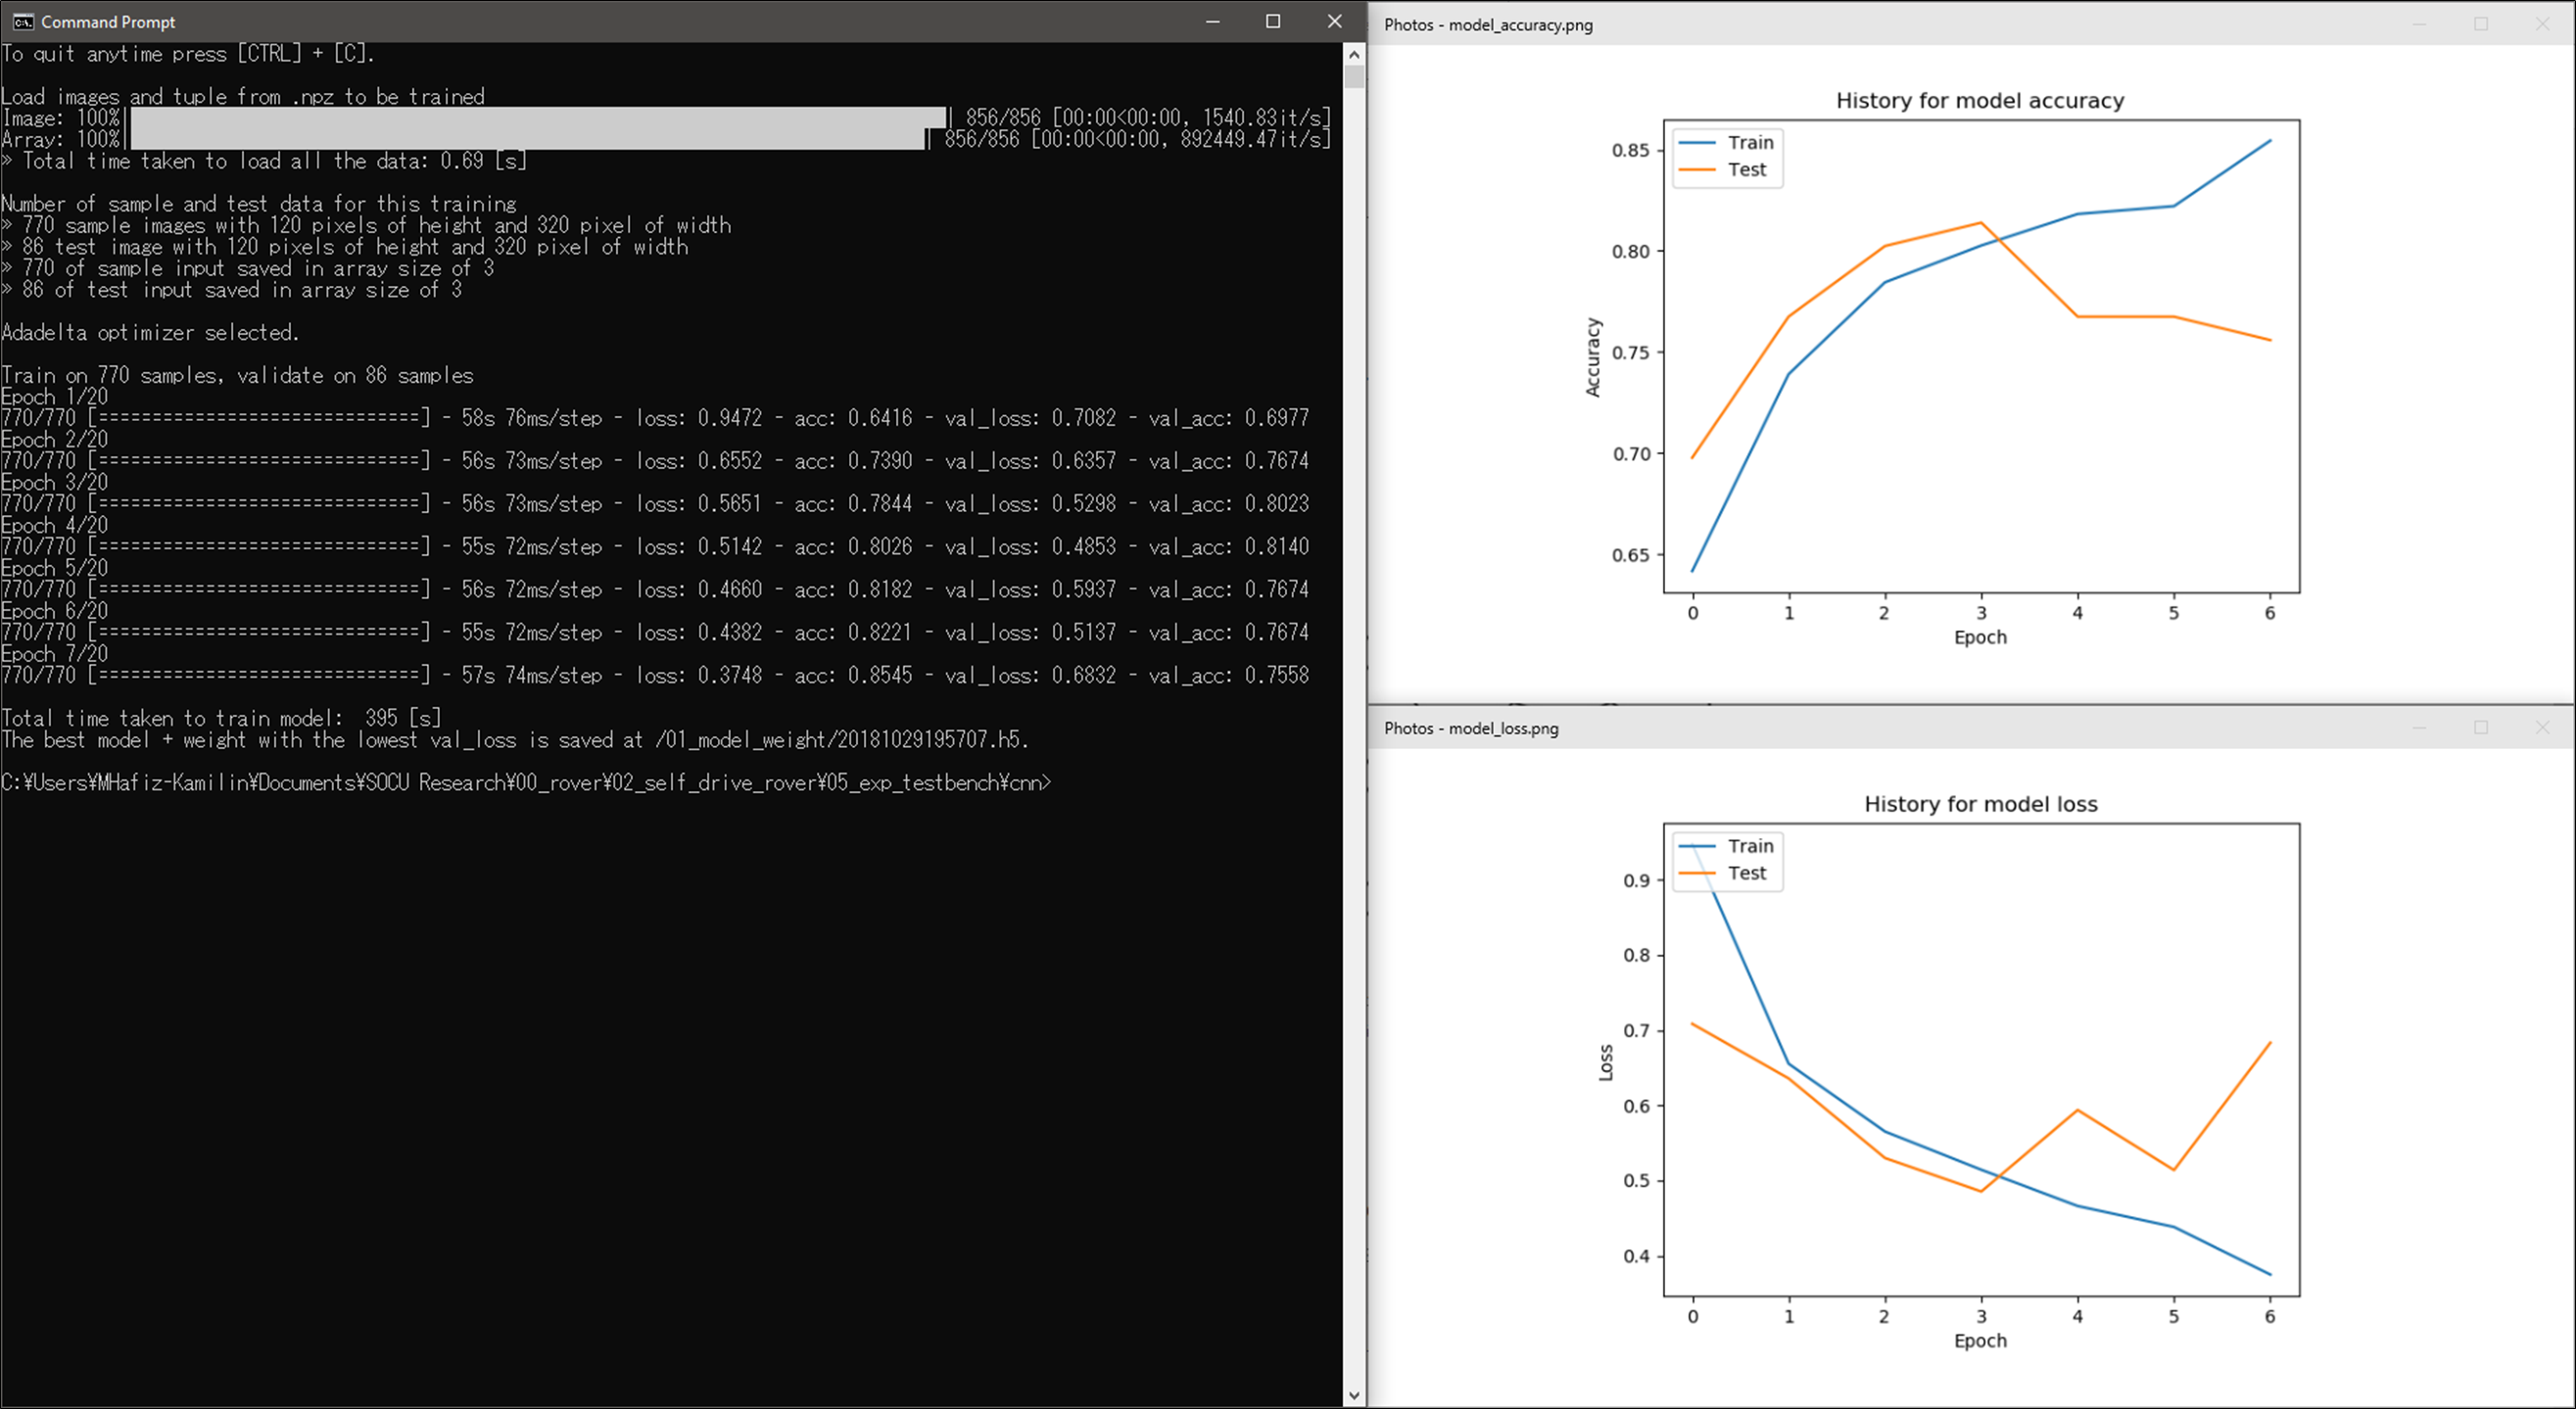 Command Prompt
To quit anytime press [CTRL] + [C].
Load images and tuple from .npz to be trained
Image: 100%| | 856/856 [00:00<00:00, 1540.83it/s]
Array: 100%| | 856/856 [00:00<00:00, 892449.47it/s]
» Total time taken to load all the data: 0.69 [s]
Number of sample and test data for this training
» 770 sample images with 120 pixels of height and 320 pixel of width
» 86 test image with 120 pixels of height and 320 pixel of width
» 770 of sample input saved in array size of 3
» 86 of test input saved in array size of 3
Adadelta optimizer selected.
Train on 770 samples, validate on 86 samples
Epoch 1/20
770/770 [==============================] - 58s 76ms/step - loss: 0.9472 - acc: 0.6416 - val_loss: 0.7082 - val_acc: 0.6977
Epoch 2/20
770/770 [==============================] - 56s 73ms/step - loss: 0.6552 - acc: 0.7390 - val_loss: 0.6357 - val_acc: 0.7674
Epoch 3/20
770/770 [==============================] - 56s 73ms/step - loss: 0.5651 - acc: 0.7844 - val_loss: 0.5298 - val_acc: 0.8023
Epoch 4/20
770/770 [==============================] - 55s 72ms/step - loss: 0.5142 - acc: 0.8026 - val_loss: 0.4853 - val_acc: 0.8140
Epoch 5/20
770/770 [==============================] - 56s 72ms/step - loss: 0.4660 - acc: 0.8182 - val_loss: 0.5937 - val_acc: 0.7674
Epoch 6/20
770/770 [==============================] - 55s 72ms/step - loss: 0.4382 - acc: 0.8221 - val_loss: 0.5137 - val_acc: 0.7674
Epoch 7/20
770/770 [==============================] - 57s 74ms/step - loss: 0.3748 - acc: 0.8545 - val_loss: 0.6832 - val_acc: 0.7558
Total time taken to train model:  395 [s]
The best model + weight with the lowest val_loss is saved at /01_model_weight/20181029195707.h5.
C:¥Users¥MHafiz-Kamilin¥Documents¥SOCU Research¥00_rover¥02_self_drive_rover¥05_exp_testbench¥cnn>
Photos - model_accuracy.png
History for model accuracy
Train
Test
0.85
0.80
0.75
0.70
0.65
Accuracy
0 1 2 3 4 5 6
Epoch
Photos - model_loss.png
History for model loss
Train
Test
0.9
0.8
0.7
0.6
0.5
0.4
Loss
0 1 2 3 4 5 6
Epoch